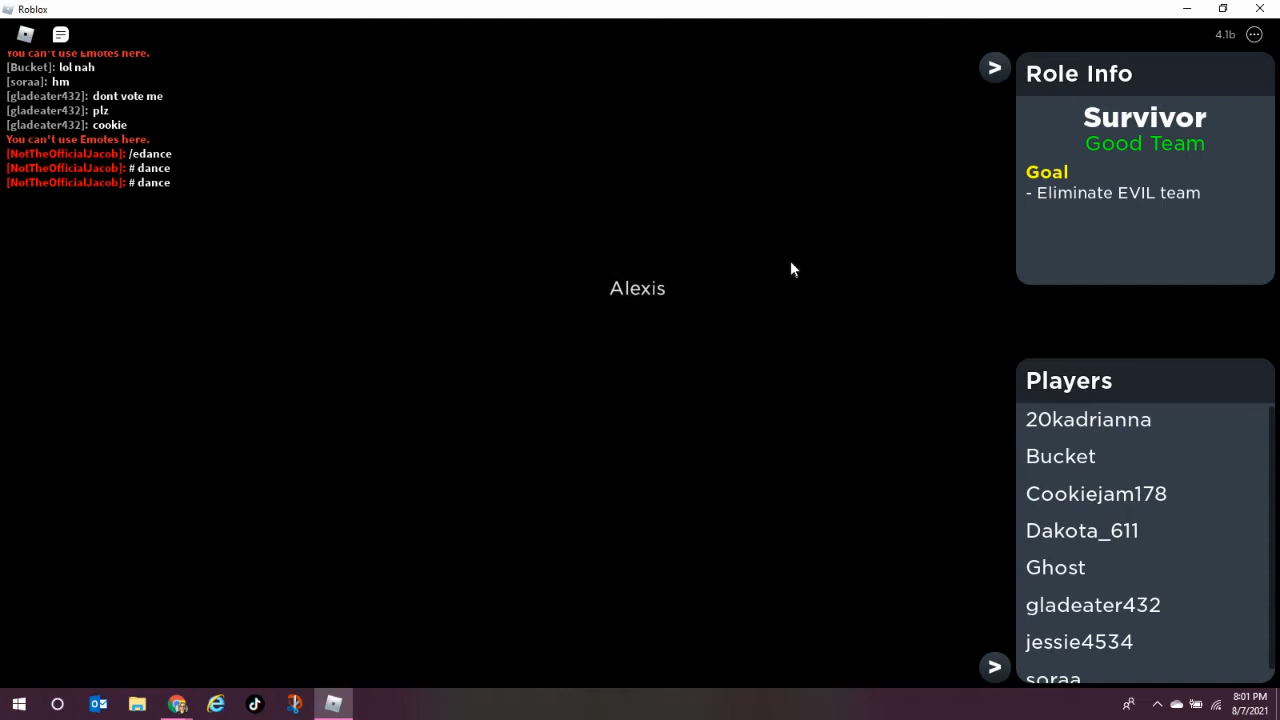 Roblox
4.1b
You can't use Emotes here.
[Bucket]: lol nah
[soraa]: hm
[gladeater432]: dont vote me
[gladeater432]: plz
[gladeater432]: cookie
You can't use Emotes here.
[NotTheOfficialJacob]: /edance
[NotTheOfficialJacob]: # dance
[NotTheOfficialJacob]: # dance
Alexis
>
Role Info
Survivor
Good Team
Goal
- Eliminate EVIL team
Players
20kadrianna
Bucket
Cookiejam178
Dakota_611
Ghost
gladeater432
jessie4534
soraa
>
8:01 PM
8/7/2021